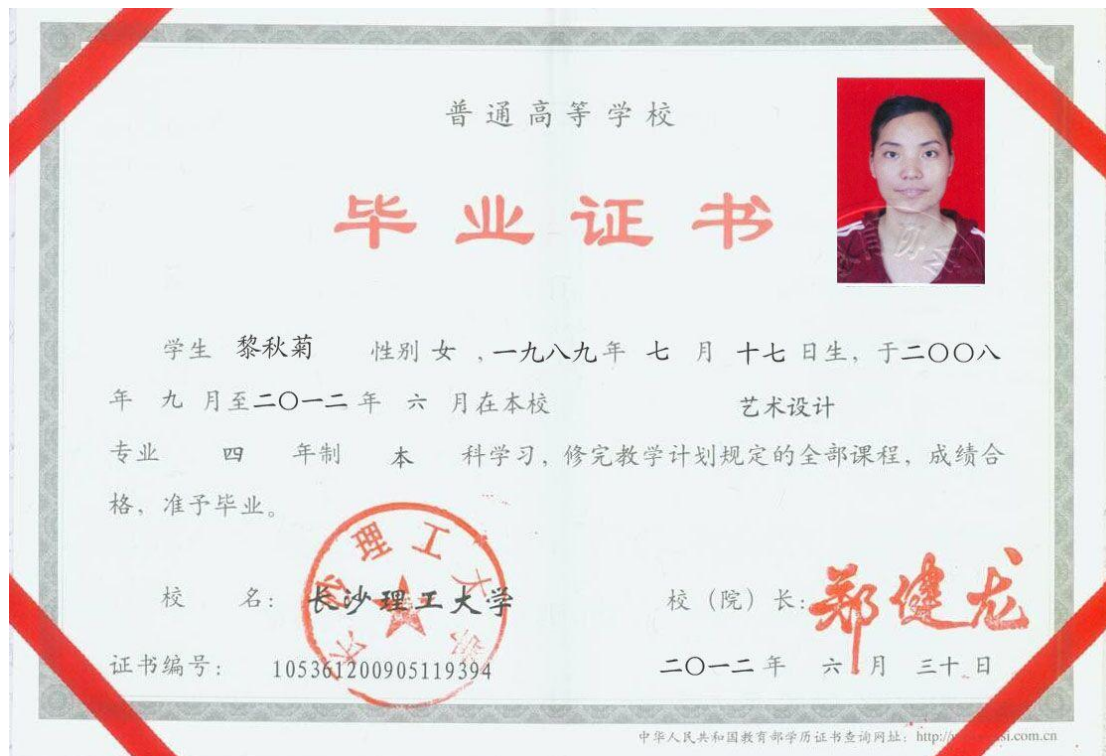 普通高等学校
毕业证书
学生 黎秋菊 性别 女 ,一九八九年 七 月 十七 日生, 于二〇〇八
年 九 月至二〇一二年 六 月在本校 艺术设计
专业 四 年制 本 科学习, 修完教学计划规定的全部课程, 成绩合
格, 准予毕业。
校 名: 长沙理工大学
校 (院) 长: 郑健龙
证书编号: 105361200905119394
二〇一二年 六 月 三十 日
中华人民共和国教育部学历证书查询网址: http://
si.com.cn